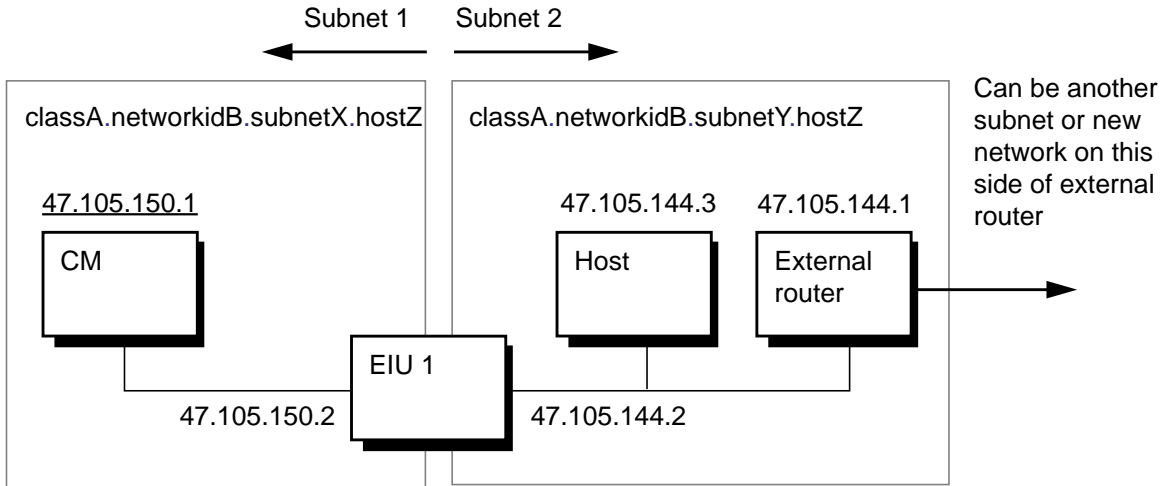 Subnet 1
Subnet 2
classA.networkidB.subnetX.hostZ
classA.networkidB.subnetY.hostZ
Can be another
subnet or new
network on this
side of external
router
47.105.150.1
47.105.144.3
47.105.144.1
CM
Host
External
router
EIU 1
47.105.150.2
47.105.144.2